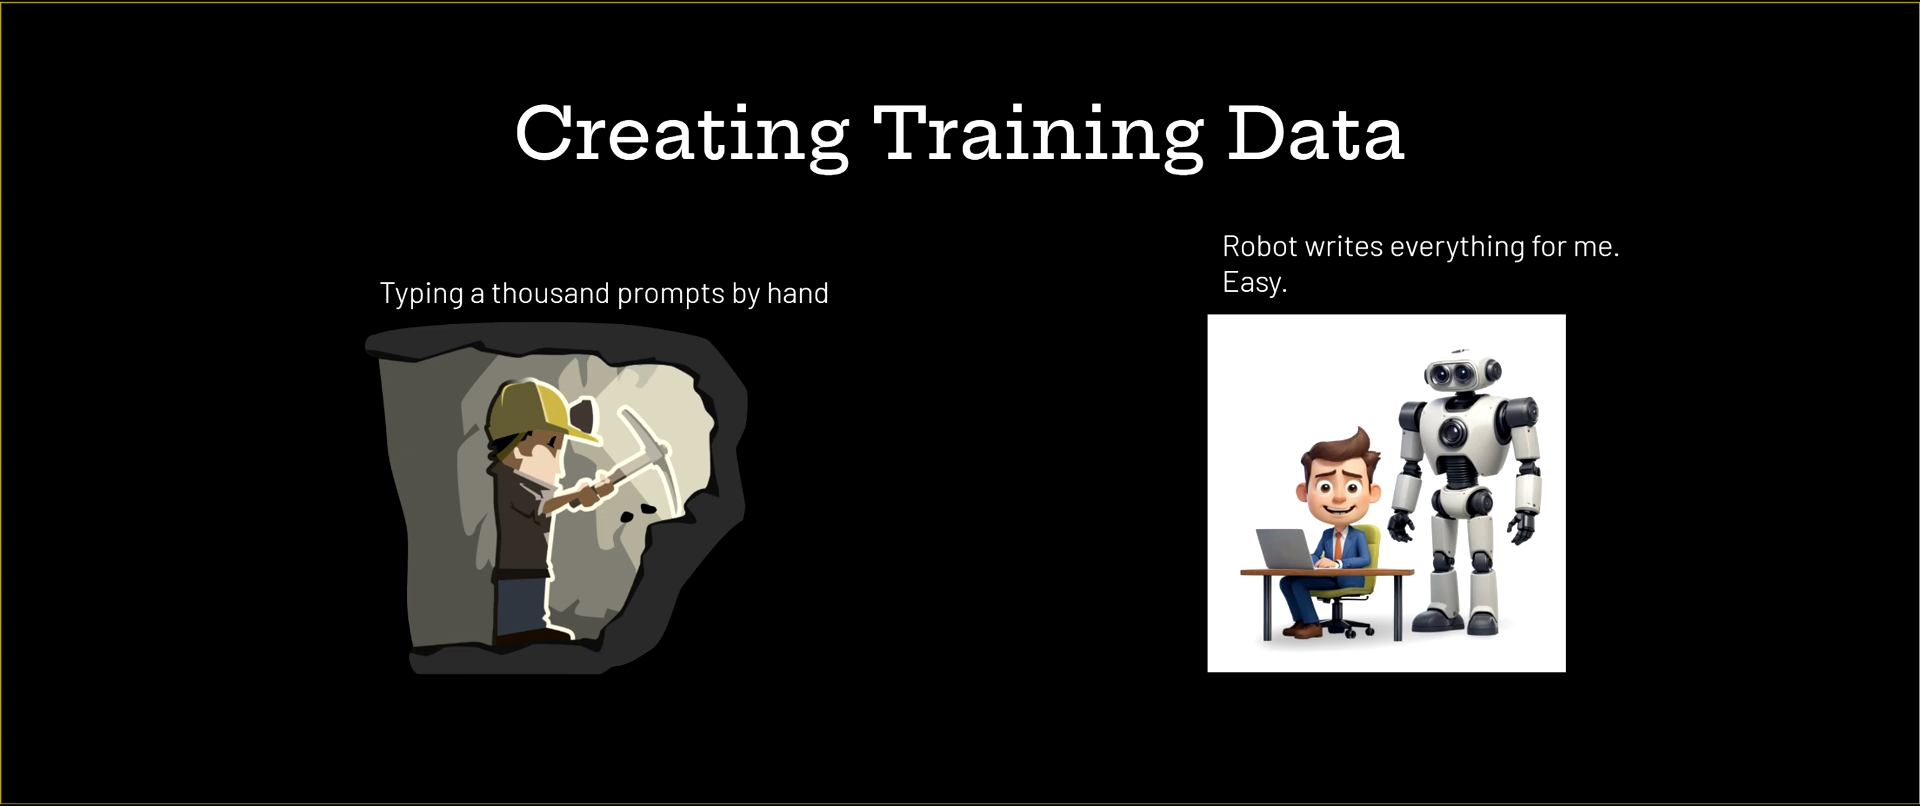 Creating Training Data
Typing a thousand prompts by hand
Robot writes everything for me.
Easy.